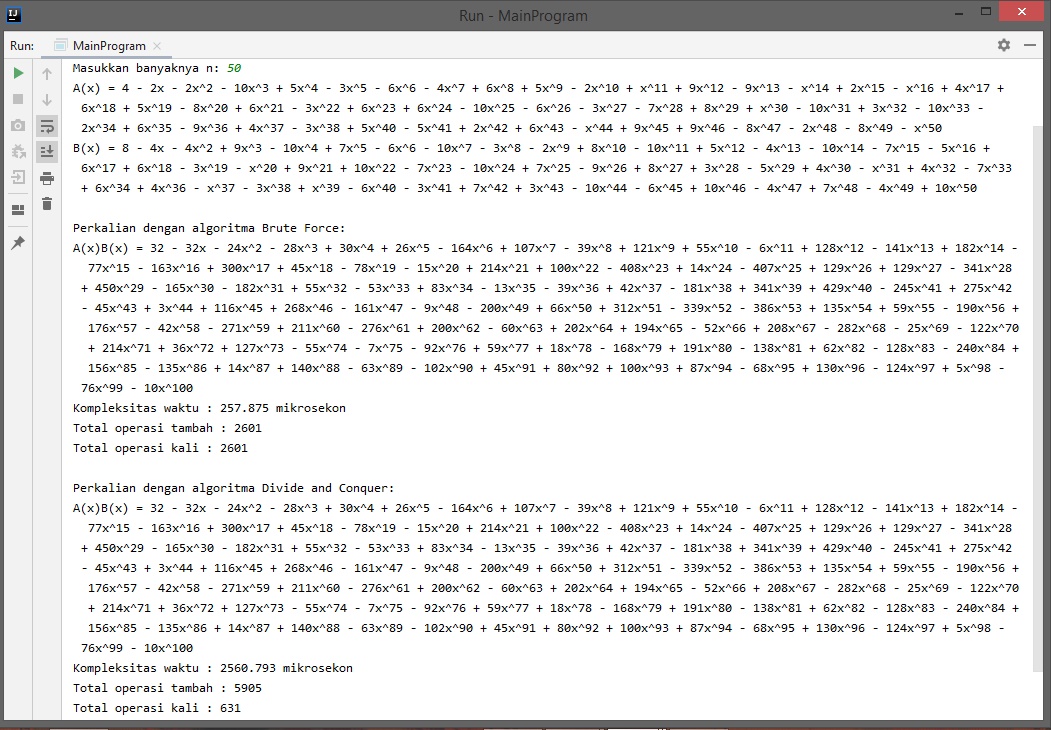 Run - MainProgram
Run: MainProgram
Masukkan banyaknya n: 50
A(x) = 4 - 2x - 2x^2 - 10x^3 + 5x^4 - 3x^5 - 6x^6 - 4x^7 + 6x^8 + 5x^9 - 2x^10 + x^11 + 9x^12 - 9x^13 - x^14 + 2x^15 - x^16 + 4x^17 +
6x^18 + 5x^19 - 8x^20 + 6x^21 - 3x^22 + 6x^23 + 6x^24 - 10x^25 - 6x^26 - 3x^27 - 7x^28 + 8x^29 + x^30 - 10x^31 + 3x^32 - 10x^33 -
2x^34 + 6x^35 - 9x^36 + 4x^37 - 3x^38 + 5x^40 - 5x^41 + 2x^42 + 6x^43 - x^44 + 9x^45 + 9x^46 - 8x^47 - 2x^48 - 8x^49 - x^50
B(x) = 8 - 4x - 4x^2 + 9x^3 - 10x^4 + 7x^5 - 6x^6 - 10x^7 - 3x^8 - 2x^9 + 8x^10 - 10x^11 + 5x^12 - 4x^13 - 10x^14 - 7x^15 - 5x^16 +
6x^17 + 6x^18 - 3x^19 - x^20 + 9x^21 + 10x^22 - 7x^23 - 10x^24 + 7x^25 - 9x^26 + 8x^27 + 3x^28 - 5x^29 + 4x^30 - x^31 + 4x^32 - 7x^33
+ 6x^34 + 4x^36 - x^37 - 3x^38 + x^39 - 6x^40 - 3x^41 + 7x^42 + 3x^43 - 10x^44 - 6x^45 + 10x^46 - 4x^47 + 7x^48 - 4x^49 + 10x^50
Perkalian dengan algoritma Brute Force:
A(x)B(x) = 32 - 32x - 24x^2 - 28x^3 + 30x^4 + 26x^5 - 164x^6 + 107x^7 - 39x^8 + 121x^9 + 55x^10 - 6x^11 + 128x^12 - 141x^13 + 182x^14 -
77x^15 - 163x^16 + 300x^17 + 45x^18 - 78x^19 - 15x^20 + 214x^21 + 100x^22 - 408x^23 + 14x^24 - 407x^25 + 129x^26 + 129x^27 - 341x^28
+ 450x^29 - 165x^30 - 182x^31 + 55x^32 - 53x^33 + 83x^34 - 13x^35 - 39x^36 + 42x^37 - 181x^38 + 341x^39 + 429x^40 - 245x^41 + 275x^42
- 45x^43 + 3x^44 + 116x^45 + 268x^46 - 161x^47 - 9x^48 - 200x^49 + 66x^50 + 312x^51 - 339x^52 - 386x^53 + 135x^54 + 59x^55 - 190x^56 +
176x^57 - 42x^58 - 271x^59 + 211x^60 - 276x^61 + 200x^62 - 60x^63 + 202x^64 + 194x^65 - 52x^66 + 208x^67 - 282x^68 - 25x^69 - 122x^70
+ 214x^71 + 36x^72 + 127x^73 - 55x^74 - 7x^75 - 92x^76 + 59x^77 + 18x^78 - 168x^79 + 191x^80 - 138x^81 + 62x^82 - 128x^83 - 240x^84 +
156x^85 - 135x^86 + 14x^87 + 140x^88 - 63x^89 - 102x^90 + 45x^91 + 80x^92 + 100x^93 + 87x^94 - 68x^95 + 130x^96 - 124x^97 + 5x^98 -
76x^99 - 10x^100
Kompleksitas waktu : 257.875 mikrosekon
Total operasi tambah : 2601
Total operasi kali : 2601
Perkalian dengan algoritma Divide and Conquer:
A(x)B(x) = 32 - 32x - 24x^2 - 28x^3 + 30x^4 + 26x^5 - 164x^6 + 107x^7 - 39x^8 + 121x^9 + 55x^10 - 6x^11 + 128x^12 - 141x^13 + 182x^14 -
77x^15 - 163x^16 + 300x^17 + 45x^18 - 78x^19 - 15x^20 + 214x^21 + 100x^22 - 408x^23 + 14x^24 - 407x^25 + 129x^26 + 129x^27 - 341x^28
+ 450x^29 - 165x^30 - 182x^31 + 55x^32 - 53x^33 + 83x^34 - 13x^35 - 39x^36 + 42x^37 - 181x^38 + 341x^39 + 429x^40 - 245x^41 + 275x^42
- 45x^43 + 3x^44 + 116x^45 + 268x^46 - 161x^47 - 9x^48 - 200x^49 + 66x^50 + 312x^51 - 339x^52 - 386x^53 + 135x^54 + 59x^55 - 190x^56 +
176x^57 - 42x^58 - 271x^59 + 211x^60 - 276x^61 + 200x^62 - 60x^63 + 202x^64 + 194x^65 - 52x^66 + 208x^67 - 282x^68 - 25x^69 - 122x^70
+ 214x^71 + 36x^72 + 127x^73 - 55x^74 - 7x^75 - 92x^76 + 59x^77 + 18x^78 - 168x^79 + 191x^80 - 138x^81 + 62x^82 - 128x^83 - 240x^84 +
156x^85 - 135x^86 + 14x^87 + 140x^88 - 63x^89 - 102x^90 + 45x^91 + 80x^92 + 100x^93 + 87x^94 - 68x^95 + 130x^96 - 124x^97 + 5x^98 -
76x^99 - 10x^100
Kompleksitas waktu : 2560.793 mikrosekon
Total operasi tambah : 5905
Total operasi kali : 631